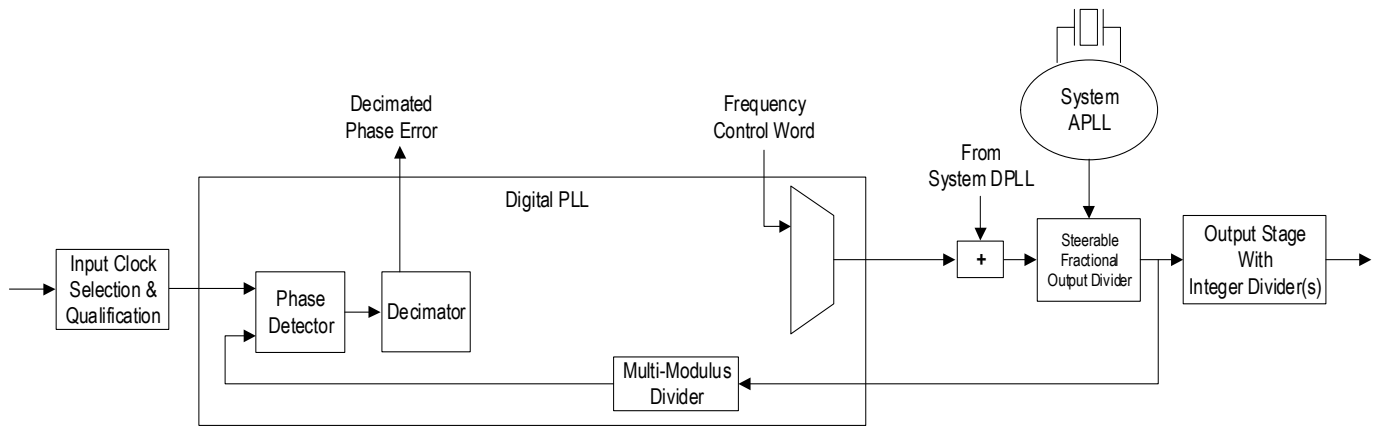 System
APLL
Decimated
Phase Error
Frequency
Control Word
From
System DPLL
Digital PLL
Input Clock
Selection &
Qualification
Phase
Detector
Decimator
+
Steerable
Fractional
Output Divider
Output Stage
With
Integer Divider(s)
Multi-Modulus
Divider